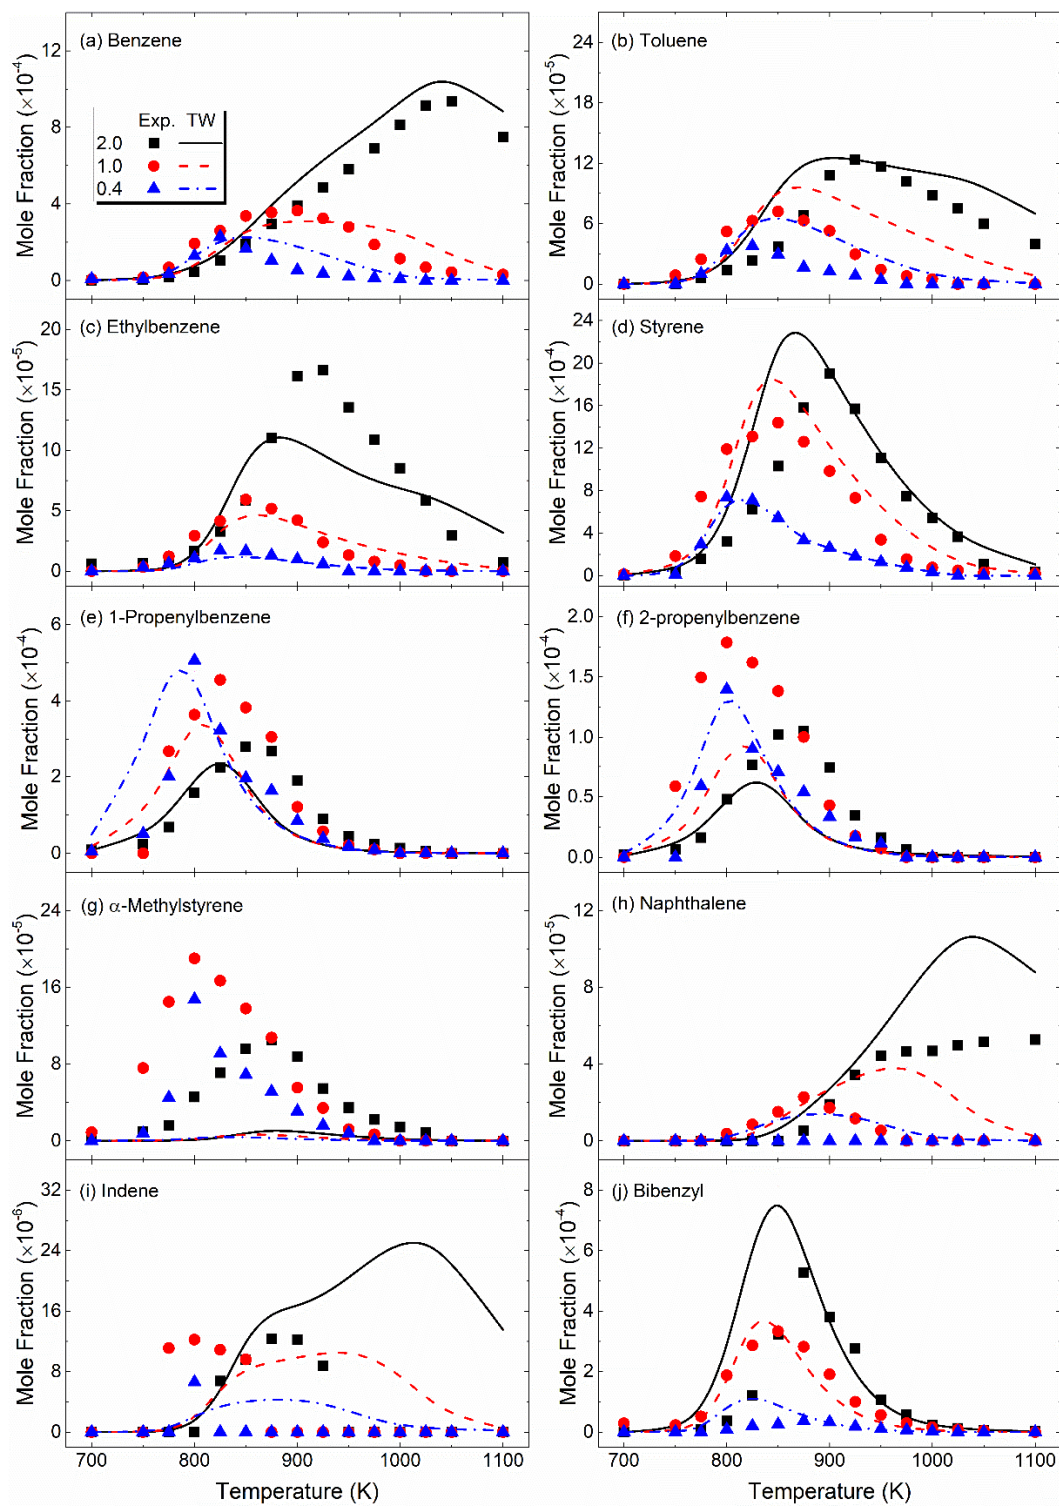 (a) Benzene
12
8
4
0
Mole Fraction (×10⁻⁴)
Exp. TW
2.0
1.0
0.4
(b) Toluene
24
18
12
6
0
Mole Fraction (×10⁻⁵)
(c) Ethylbenzene
20
15
10
5
0
Mole Fraction (×10⁻⁵)
(d) Styrene
24
20
16
12
8
4
0
Mole Fraction (×10⁻⁴)
(e) 1-Propenylbenzene
6
4
2
0
Mole Fraction (×10⁻⁴)
(f) 2-propenylbenzene
2.0
1.5
1.0
0.5
0.0
Mole Fraction (×10⁻⁴)
(g) α-Methylstyrene
24
16
8
0
Mole Fraction (×10⁻⁵)
(h) Naphthalene
12
8
4
0
Mole Fraction (×10⁻⁵)
(i) Indene
32
24
16
8
0
Mole Fraction (×10⁻⁶)
700 800 900 1000 1100
Temperature (K)
(j) Bibenzyl
8
6
4
2
0
Mole Fraction (×10⁻⁴)
700 800 900 1000 1100
Temperature (K)